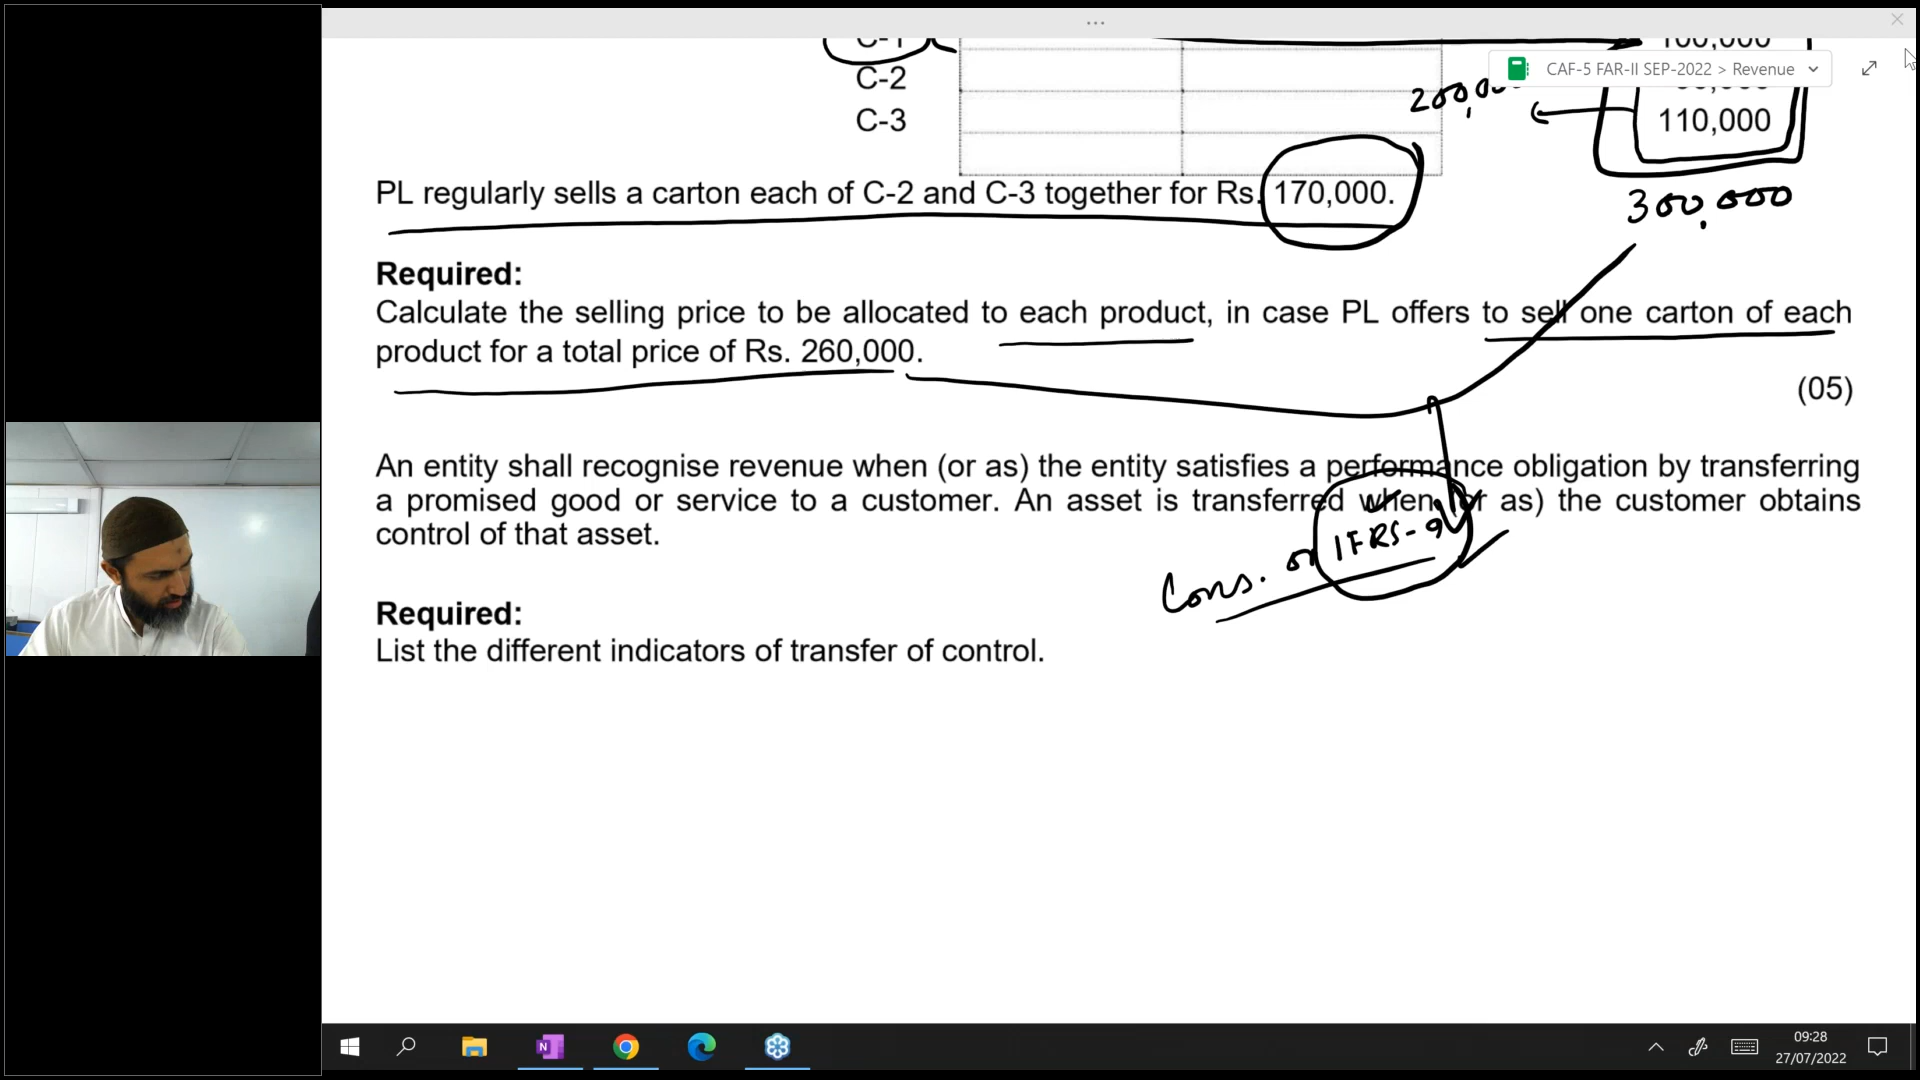 C-1
100,000
CAF-5 FAR-II SEP-2022 > Revenue
C-2
C-3
110,000
PL regularly sells a carton each of C-2 and C-3 together for Rs. 170,000.
300,000
Required:
Calculate the selling price to be allocated to each product, in case PL offers to sell one carton of each
product for a total price of Rs. 260,000.
(05)
An entity shall recognise revenue when (or as) the entity satisfies a performance obligation by transferring
a promised good or service to a customer. An asset is transferred when (or as) the customer obtains
control of that asset.
Cons. or IFRS-9
Required:
List the different indicators of transfer of control.
09:28
27/07/2022